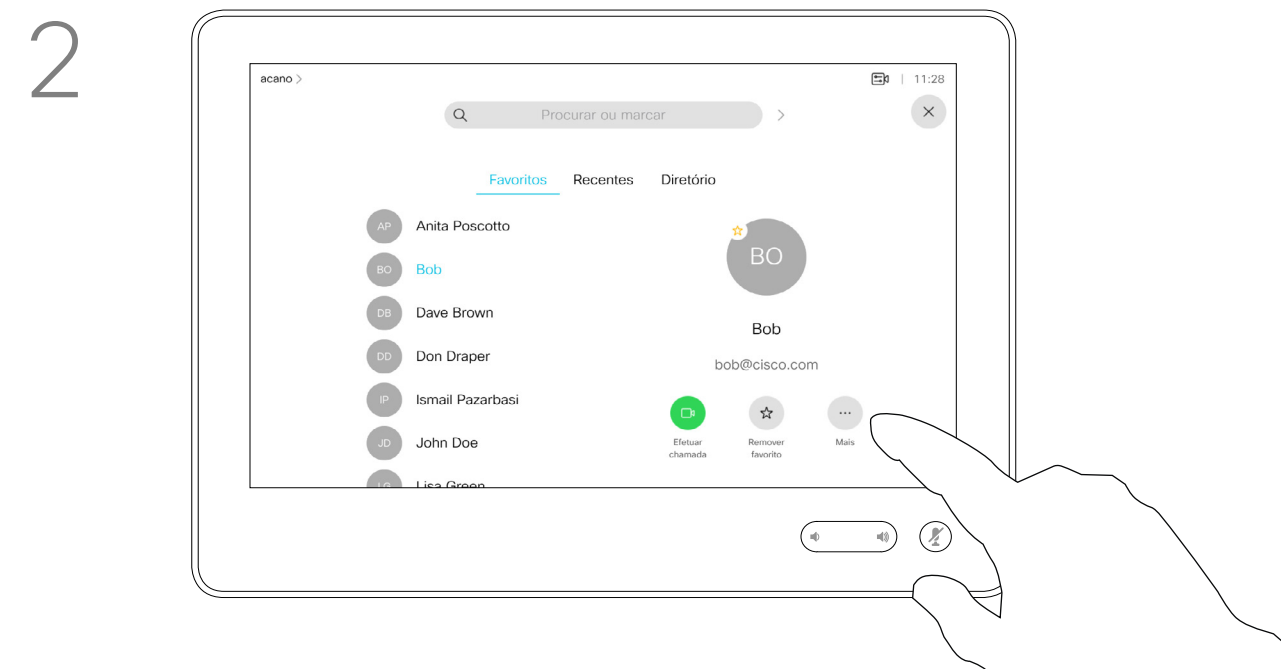 2
acano >
11:28
Procurar ou marcar
Favoritos Recentes Diretório
AP Anita Poscotto
BO Bob
DB Dave Brown
DD Don Draper
IP Ismail Pazarbasi
JD John Doe
LG Lisa Green
BO
Bob
bob@cisco.com
Efetuar
chamada
Remover
favorito
Mais